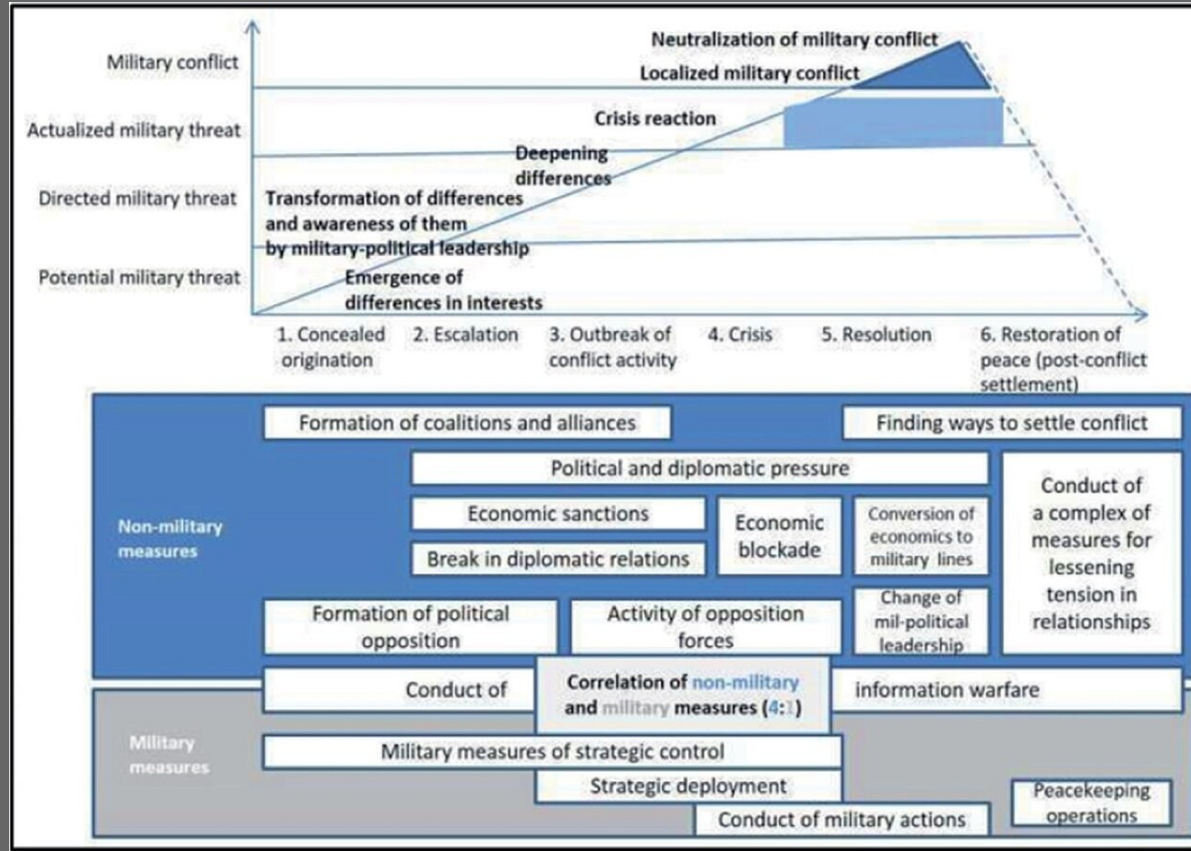 Neutralization of military conflict
Military conflict
Localized military conflict
Crisis reaction
Actualized military threat
Deepening
differences
Directed military threat
Transformation of differences
and awareness of them
by military-political leadership
Potential military threat
Emergence of
differences in interests
1. Concealed
origination
2. Escalation
3. Outbreak of
conflict activity
4. Crisis
5. Resolution
6. Restoration of
peace (post-conflict
settlement)
Non-military
measures
Formation of coalitions and alliances
Finding ways to settle conflict
Political and diplomatic pressure
Economic sanctions
Break in diplomatic relations
Economic
blockade
Conversion of
economics to
military lines
Conduct of
a complex of
measures for
lessening
tension in
relationships
Formation of political
opposition
Activity of opposition
forces
Change of
mil-political
leadership
Conduct of
Correlation of non-military
and military measures (4:1)
information warfare
Military
measures
Military measures of strategic control
Strategic deployment
Conduct of military actions
Peacekeeping
operations